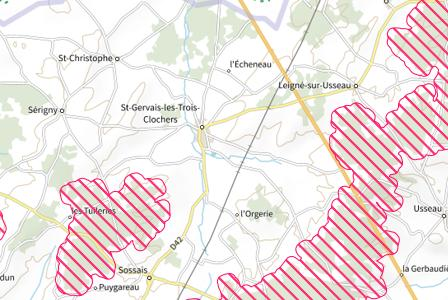 l'Écheneau
St-Christophe
Leigné-sur-Usseau
St-Gervais-les-Trois-
Clochers
Sérigny
les Tuileries
l'Orgerie
Usseau
D42
Sossais
la Gerbaudi
dun
Puygareau